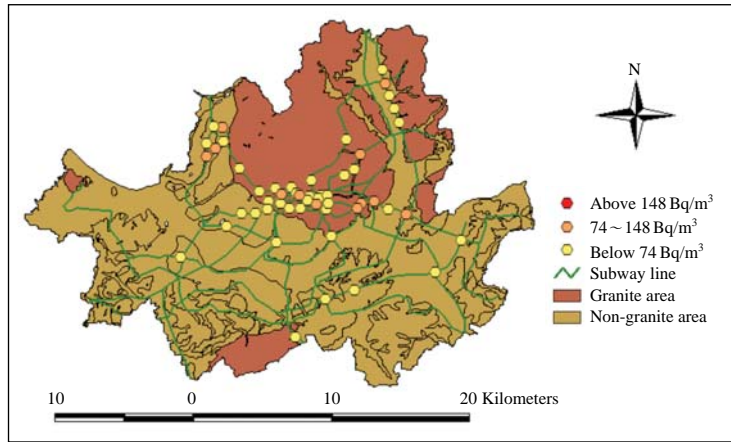 N
Above 148 Bq/m³
74~148 Bq/m³
Below 74 Bq/m³
Subway line
Granite area
Non-granite area
10 0 10 20 Kilometers